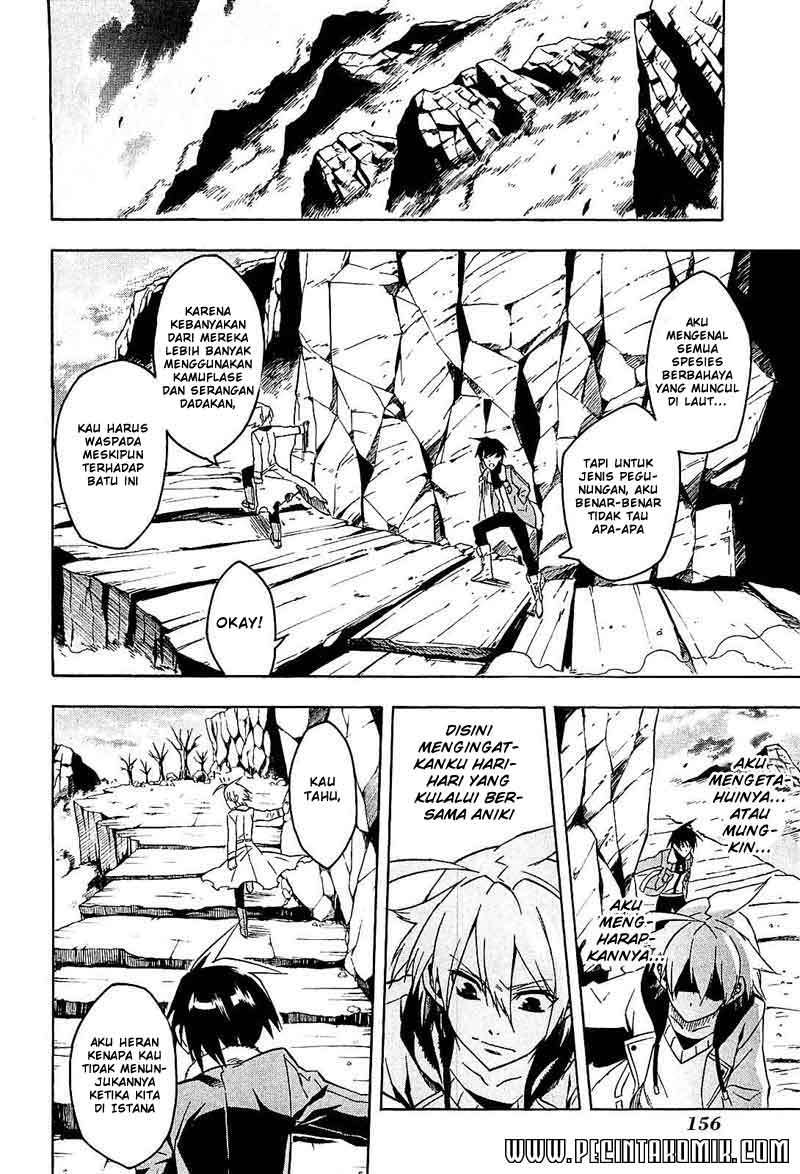 AKU
MENGENAL
SEMUA
SPESIES
BERBAHAYA
YANG MUNCUL
DI LAUT...
TAPI UNTUK
JENIS PEGU-
NUNGAN, AKU
BENAR-BENAR
TIDAK TAU
APA-APA
KARENA
KEBANYAKAN
DARI MEREKA
LEBIH BANYAK
MENGGUNAKAN
KAMUFLASE
DAN SERANGAN
DADAKAN,
KAU HARUS
WASPADA
MESKIPUN
TERHADAP
BATU INI
OKAY!
AKU
MENGETA-
HUINYA...
ATAU
MUNG-
KIN...
AKU
MENG-
HARAP-
KANNYA...
DISINI
MENGINGAT-
KANKU HARI-
HARI YANG
KULALUI BER-
SAMA ANIKI
KAU
TAHU,
AKU HERAN
KENAPA KAU
TIDAK MENUN-
JUKANNYA
KETIKA KITA
DI ISTANA
156
WWW.PECINTAKOMIK.COM